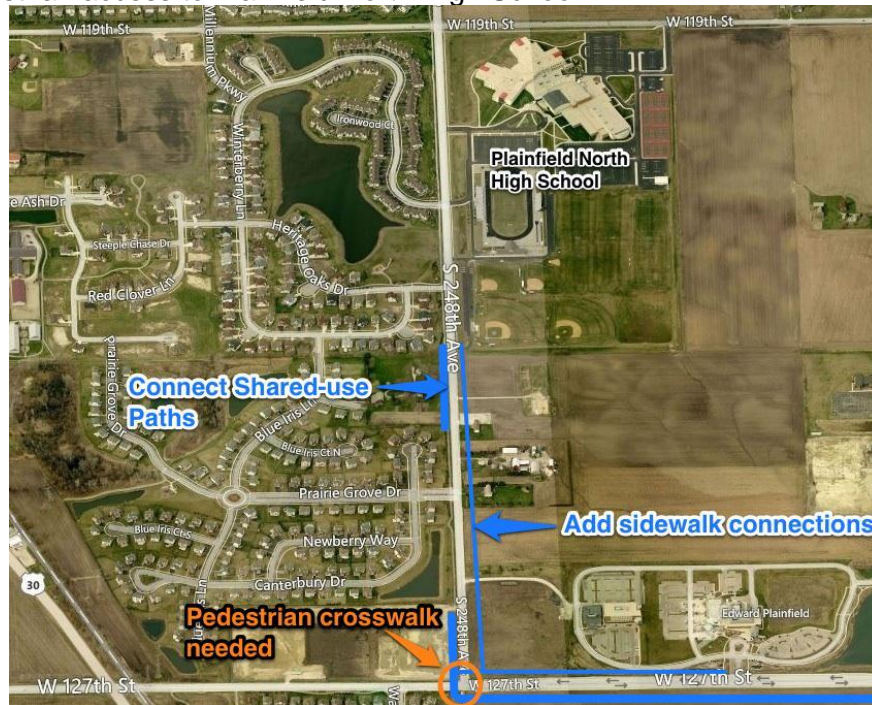 W 119th St
W 119th St
W 119th St
Millennium Pkwy
Ironwood Ct
Winterberry Ln
Plainfield North
High School
Ash Dr
Heritage Oaks Dr
Steeple Chase Dr
Red Clover Ln
S 248th Ave
Prairie Grove Dr
Connect Shared-use
Paths
Blue Iris Ln
Blue Iris Ct N
Prairie Grove Dr
Add sidewalk connections
Blue Iris Ct S
Newberry Way
30
Canterbury Dr
Pedestrian crosswalk
needed
S 248th A
Edward Plainfield
W 127th St
W 127th St
W 127th St